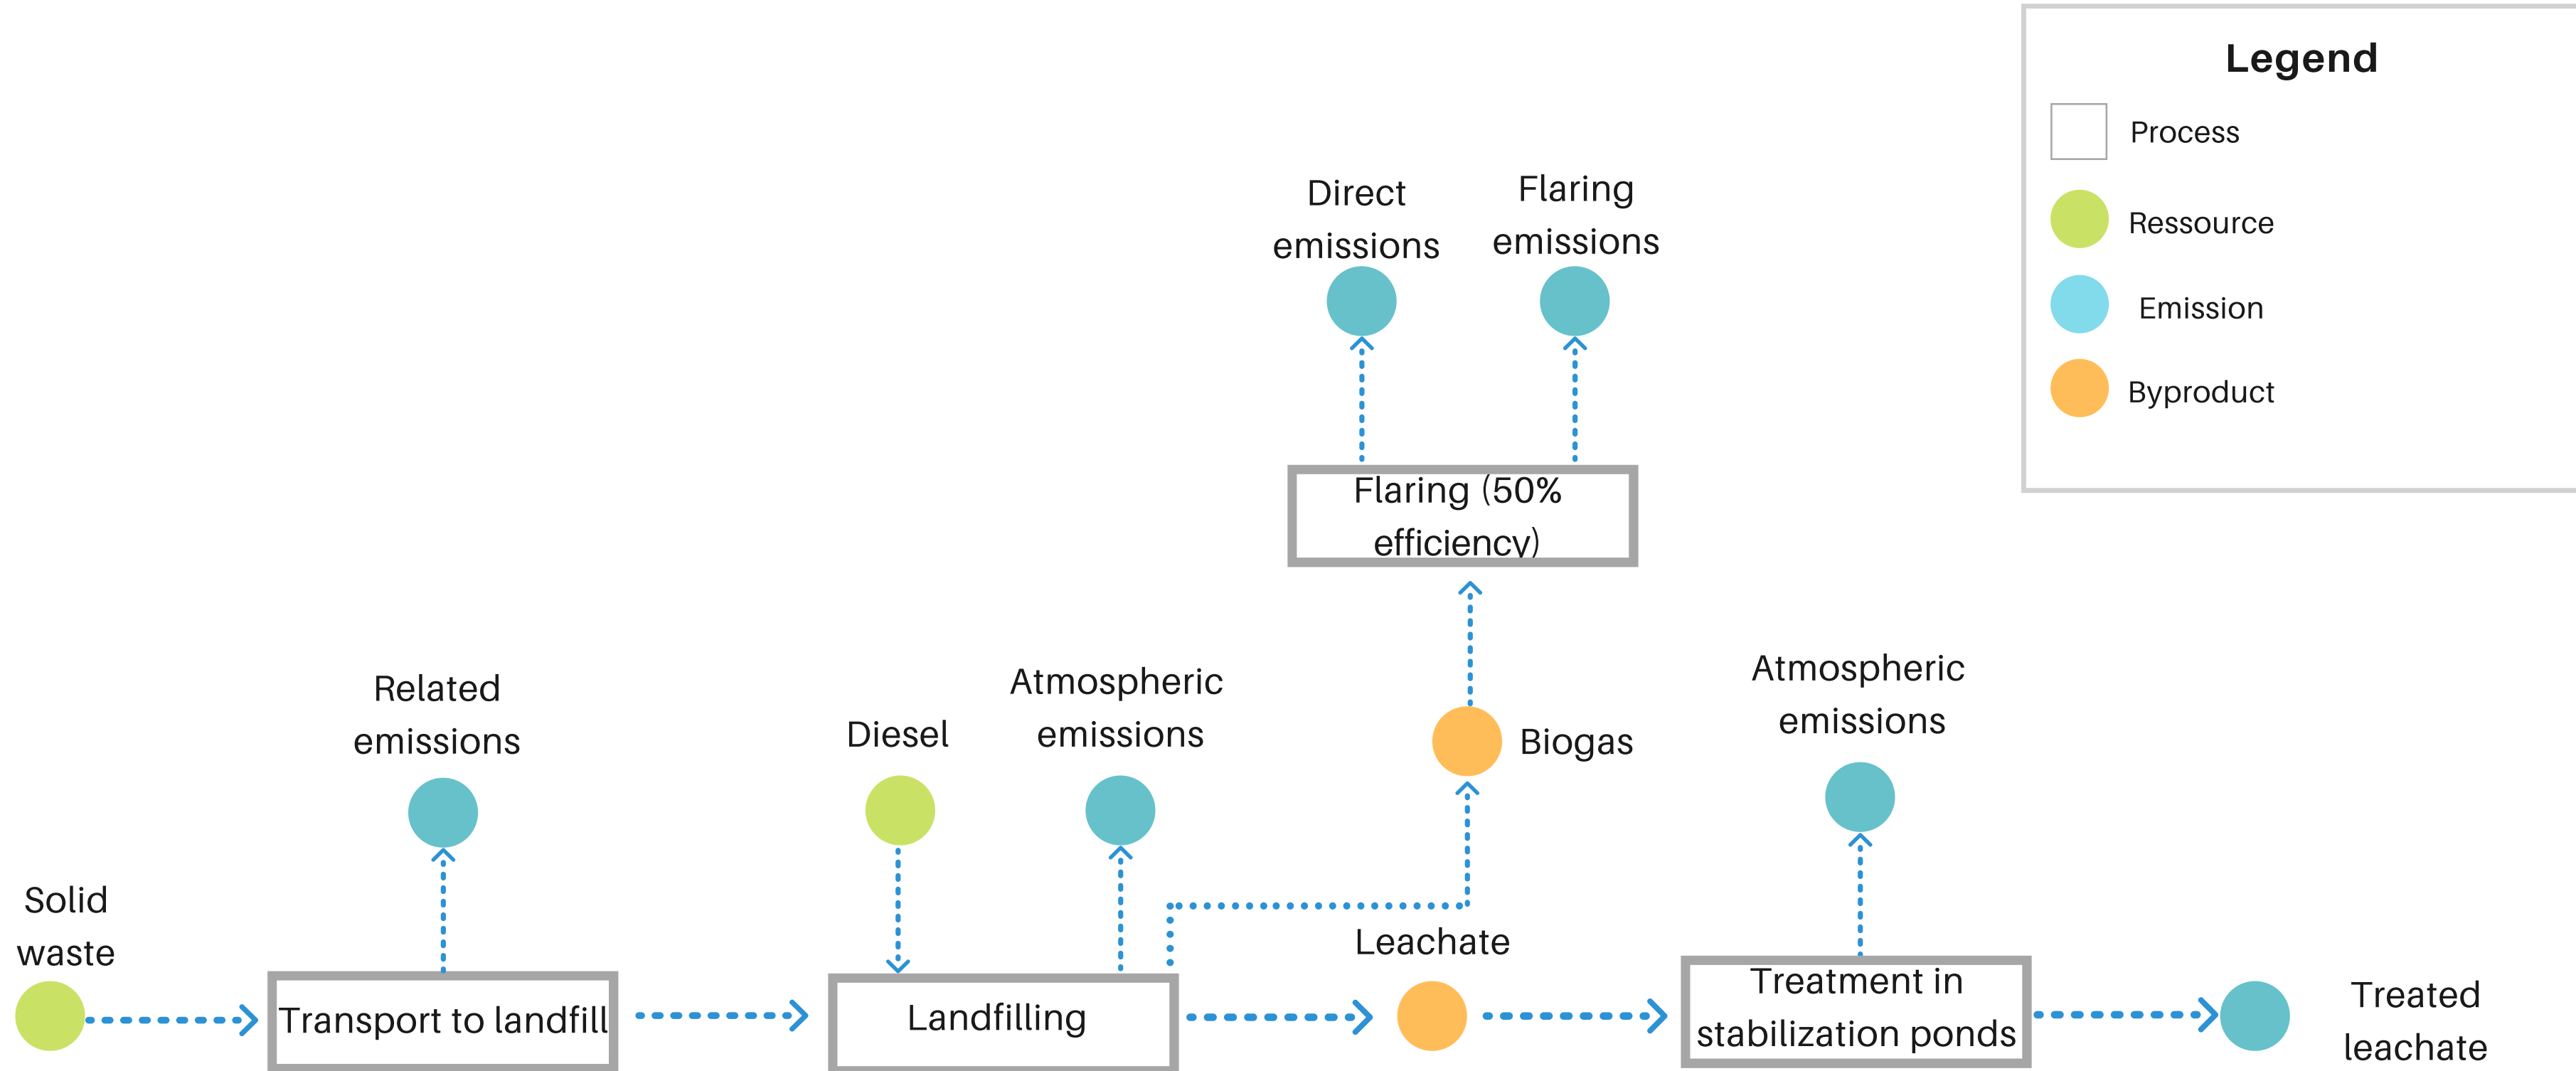 Legend
Process
Ressource
Emission
Byproduct
Direct
emissions
Flaring
emissions
Flaring (50%
efficiency)
Related
emissions
Diesel
Atmospheric
emissions
Biogas
Atmospheric
emissions
Solid
waste
Transport to landfill
Landfilling
Leachate
Treatment in
stabilization ponds
Treated
leachate